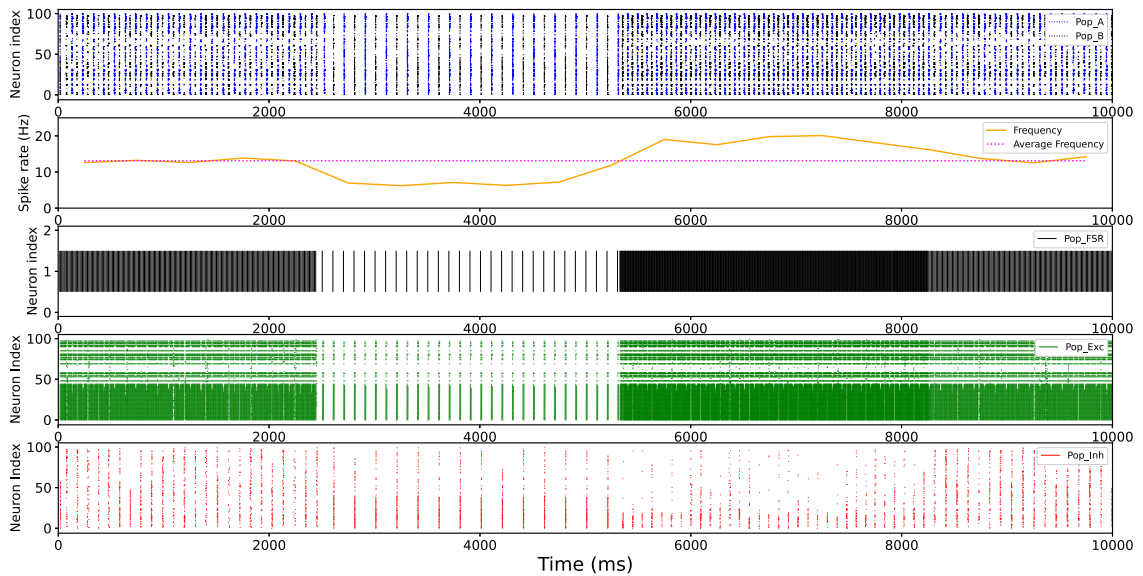 Neuron index
100
50
0
Pop_A
Pop_B
0 2000 4000 6000 8000 10000
Spike rate (Hz)
20
10
0
Frequency
Average Frequency
0 2000 4000 6000 8000 10000
Neuron index
2
1
0
Pop_FSR
0 2000 4000 6000 8000 10000
Neuron Index
100
50
0
Pop_Exc
0 2000 4000 6000 8000 10000
Neuron Index
100
50
0
Pop_Inh
0 2000 4000 6000 8000 10000
Time (ms)